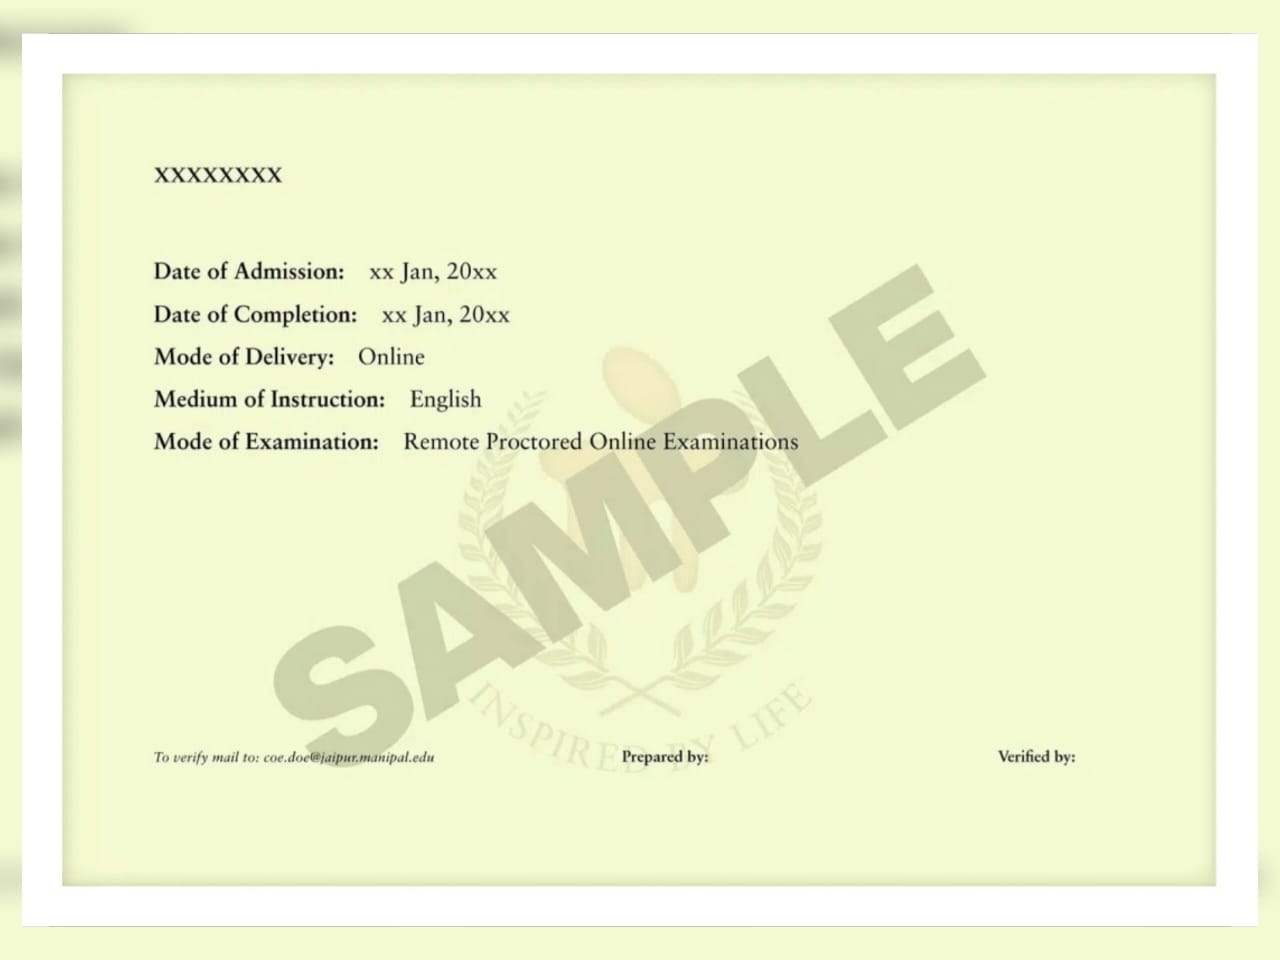 XXXXXXXX
Date of Admission: xx Jan, 20xx
Date of Completion: xx Jan, 20xx
Mode of Delivery: Online
Medium of Instruction: English
Mode of Examination: Remote Proctored Online Examinations
SAMPLE
INSPIRED BY LIFE
To verify mail to: coe.doe@jaipur.manipal.edu Prepared by: Verified by: